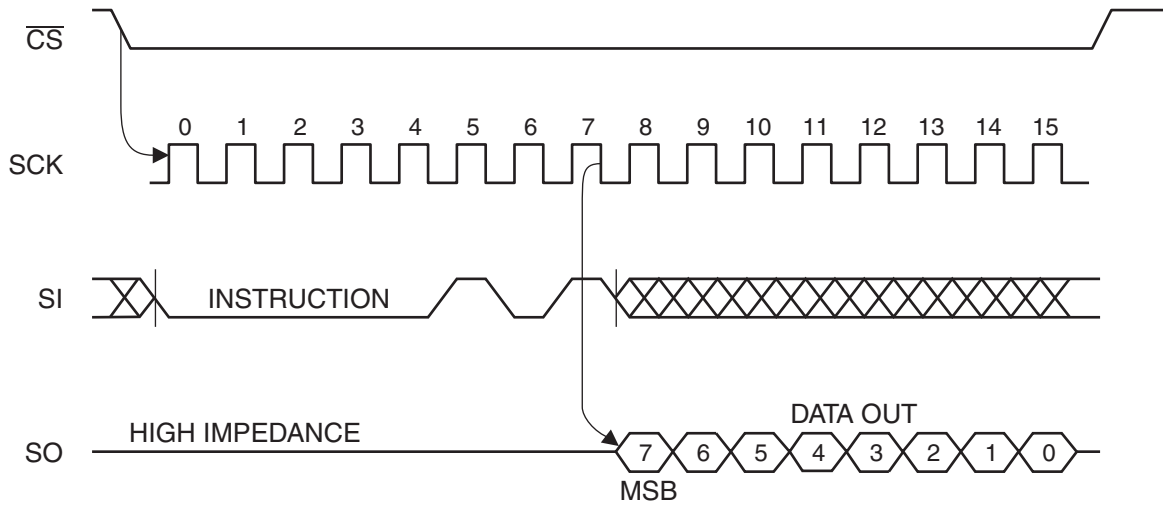 C̅S̅
0 1 2 3 4 5 6 7 8 9 10 11 12 13 14 15
SCK
SI
INSTRUCTION
DATA OUT
HIGH IMPEDANCE
SO
7 6 5 4 3 2 1 0
MSB